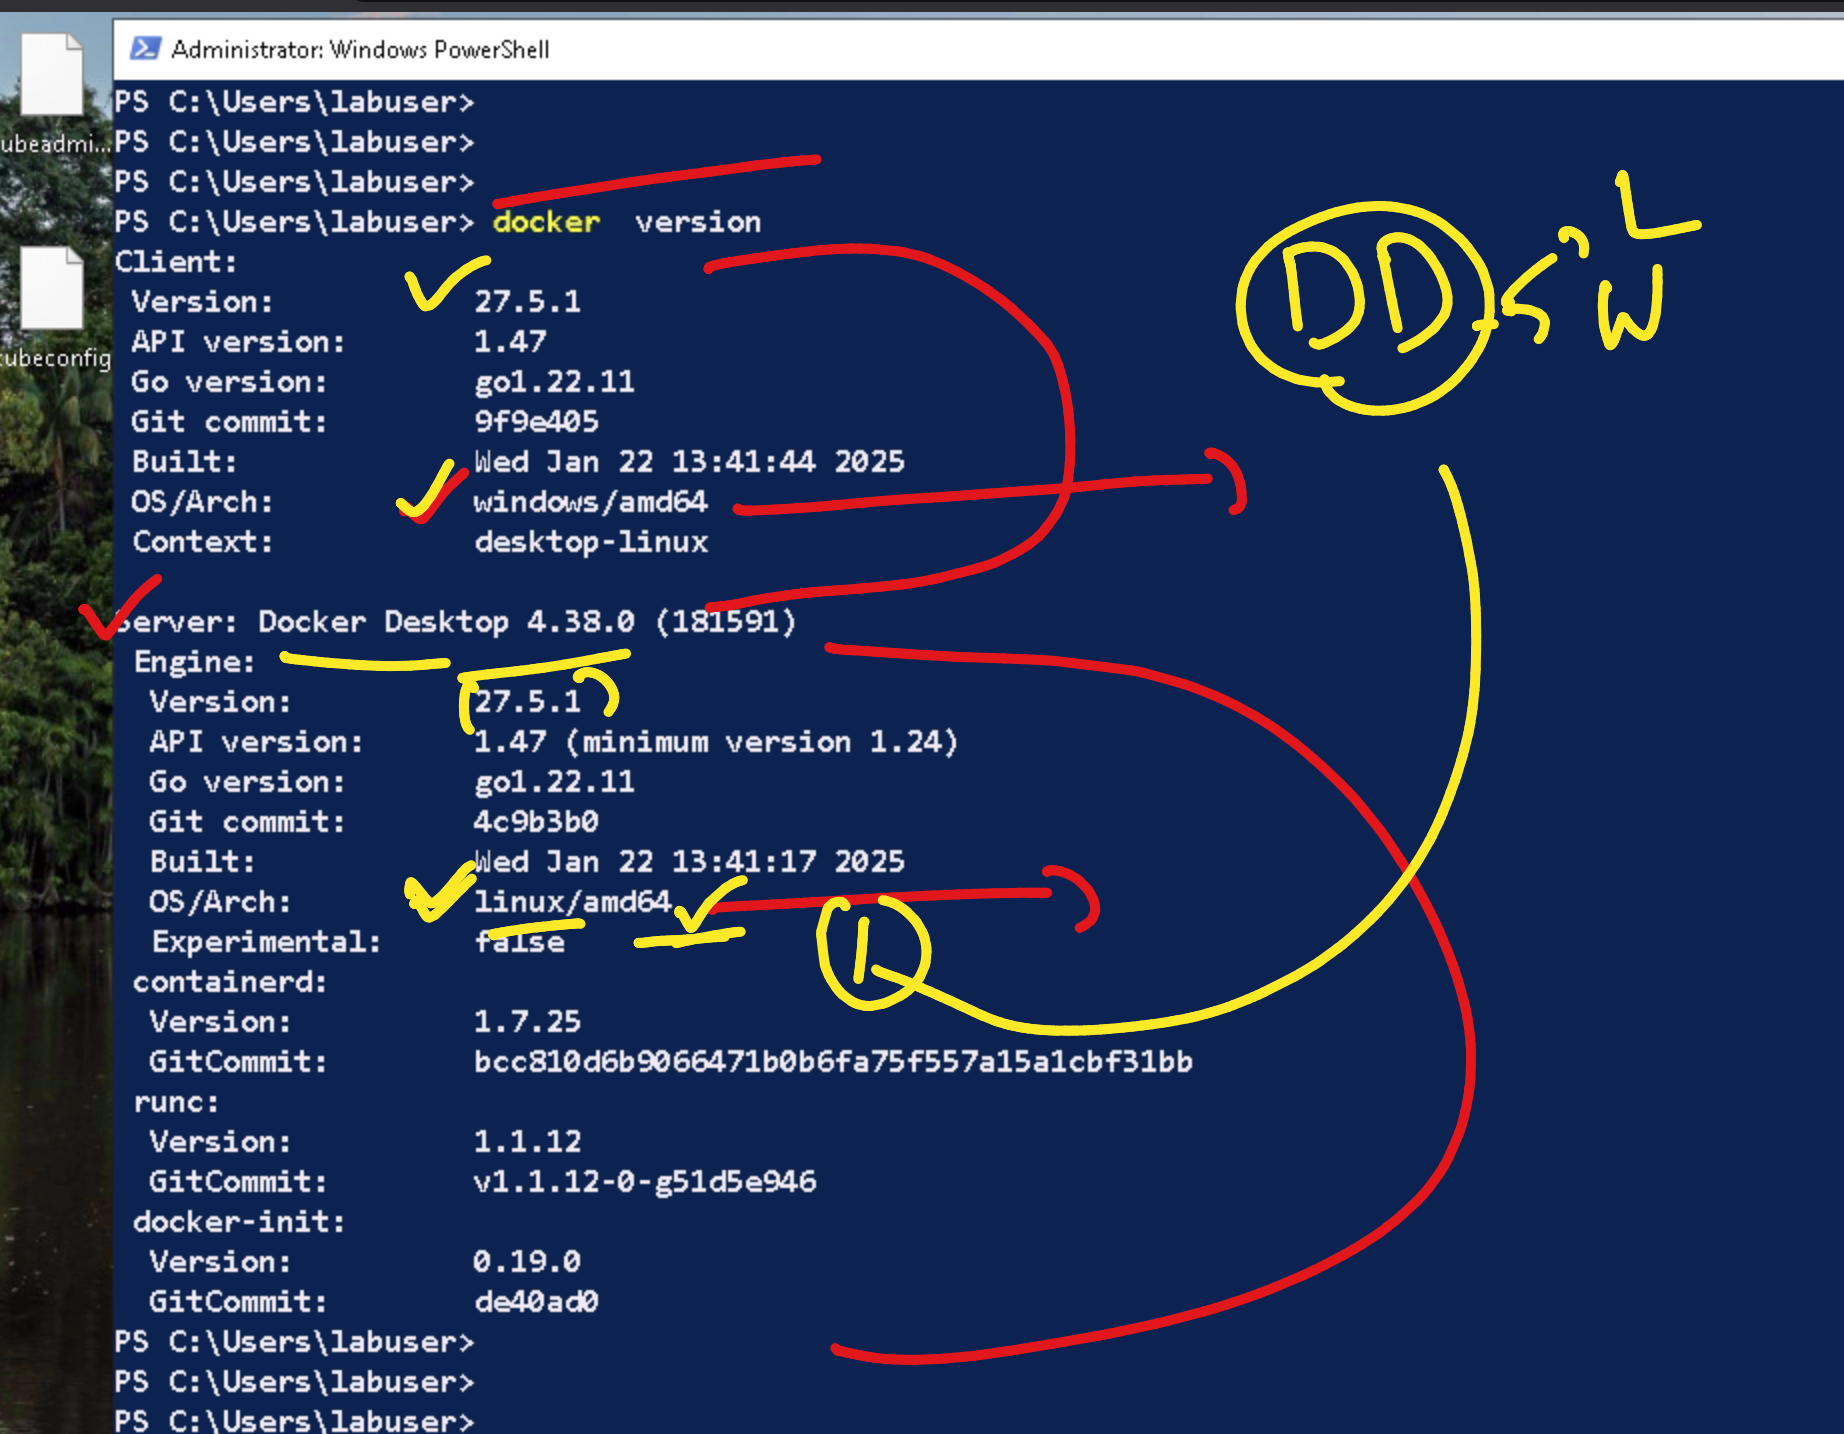 Administrator: Windows PowerShell
PS C:\Users\labuser>
ubeadmi...
PS C:\Users\labuser>
PS C:\Users\labuser>
PS C:\Users\labuser> docker  version
Client:
Version: 27.5.1
API version: 1.47
ubeconfig
Go version: go1.22.11
Git commit: 9f9e405
Built: Wed Jan 22 13:41:44 2025
OS/Arch: windows/amd64
Context: desktop-linux
Server: Docker Desktop 4.38.0 (181591)
Engine:
Version: 27.5.1
API version: 1.47 (minimum version 1.24)
Go version: go1.22.11
Git commit: 4c9b3b0
Built: Wed Jan 22 13:41:17 2025
OS/Arch: linux/amd64
Experimental: false
containerd:
Version: 1.7.25
GitCommit: bcc810d6b9066471b0b6fa75f557a15a1cbf31bb
runc:
Version: 1.1.12
GitCommit: v1.1.12-0-g51d5e946
docker-init:
Version: 0.19.0
GitCommit: de40ad0
PS C:\Users\labuser>
PS C:\Users\labuser>
PS C:\Users\labuser>
L
DD
W
1